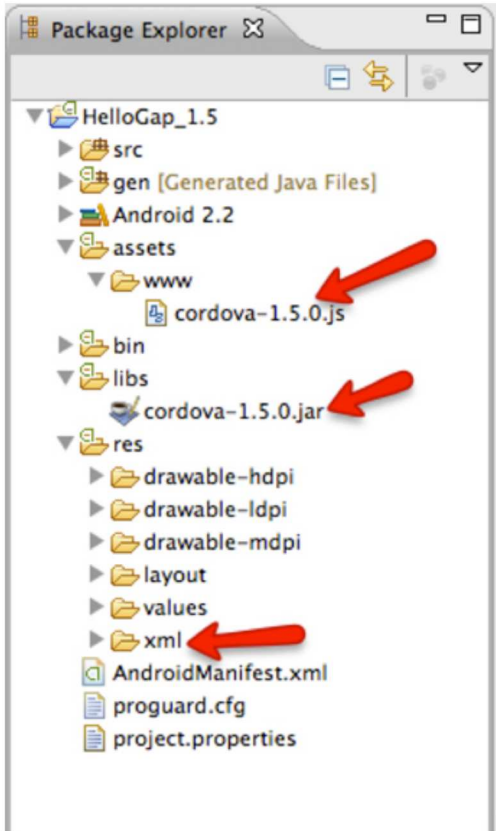 Package Explorer
HelloGap_1.5
src
gen [Generated Java Files]
Android 2.2
assets
www
cordova-1.5.0.js
bin
libs
cordova-1.5.0.jar
res
drawable-hdpi
drawable-ldpi
drawable-mdpi
layout
values
xml
AndroidManifest.xml
proguard.cfg
project.properties